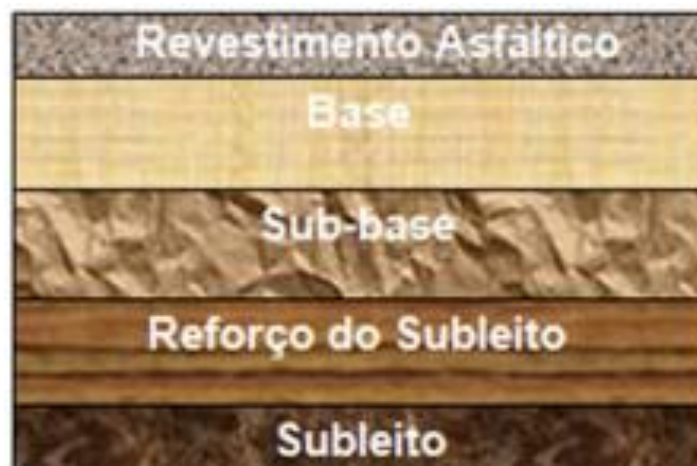 Revestimento Asfáltico
Base
Sub-base
Reforço do Subleito
Subleito